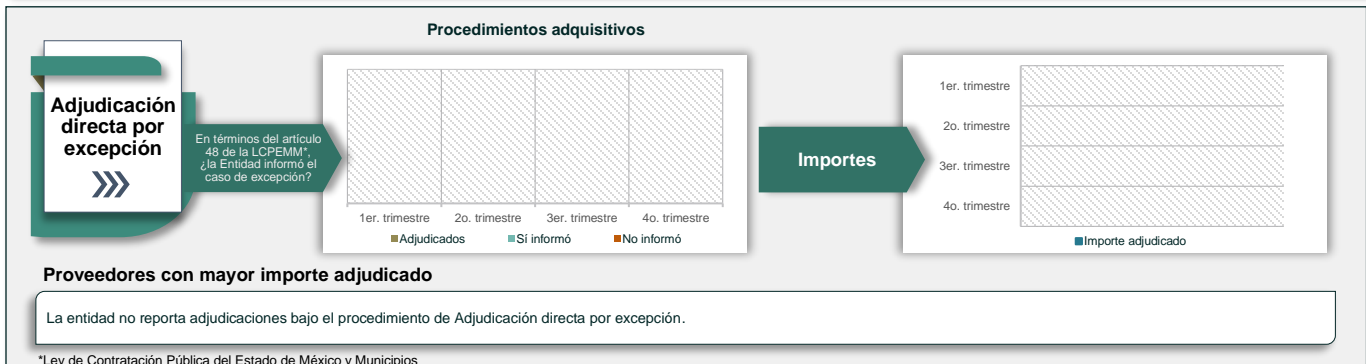 Procedimientos adquisitivos
Adjudicación
directa por
excepción
En términos del artículo
48 de la LCPEMM*,
¿la Entidad informó el
caso de excepción?
1er. trimestre 2o. trimestre 3er. trimestre 4o. trimestre
Adjudicados Sí informó No informó
Importes
1er. trimestre
2o. trimestre
3er. trimestre
4o. trimestre
Importe adjudicado
Proveedores con mayor importe adjudicado
La entidad no reporta adjudicaciones bajo el procedimiento de Adjudicación directa por excepción.
*Ley de Contratación Pública del Estado de México y Municipios